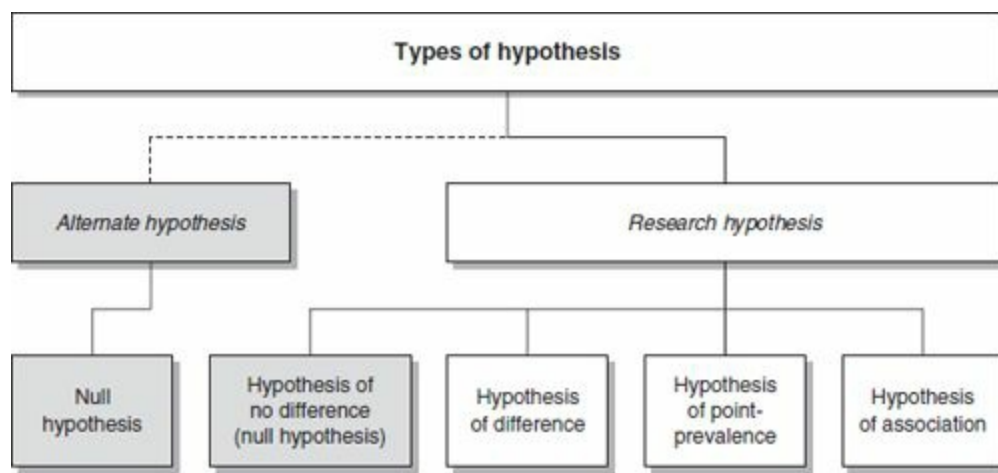 Types of hypothesis
Alternate hypothesis
Research hypothesis
Null
hypothesis
Hypothesis of
no difference
(null hypothesis)
Hypothesis
of difference
Hypothesis
of point-
prevalence
Hypothesis
of association